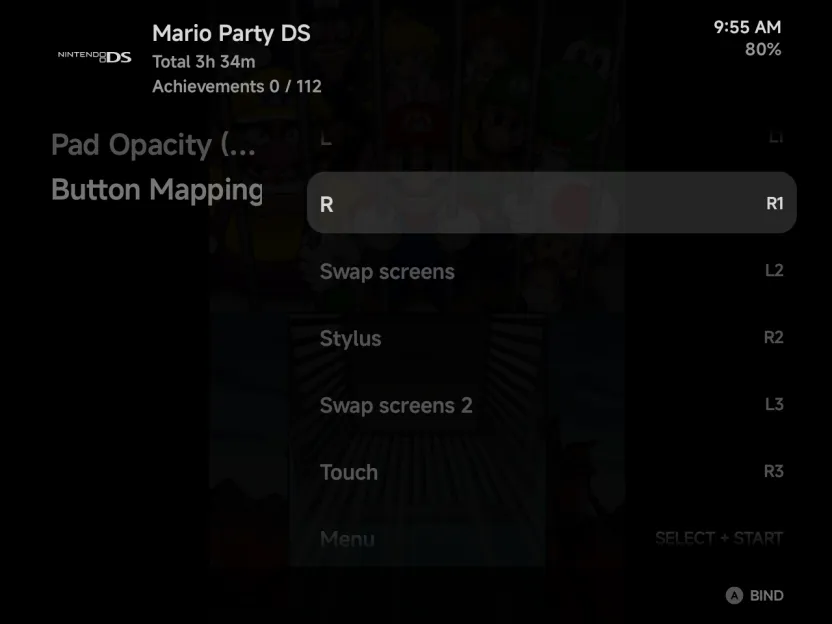 Mario Party DS
9:55 AM
NINTENDO DS
Total 3h 34m
80%
Achievements 0 / 112
Pad Opacity (...
L
L1
Button Mapping
R
R1
Swap screens
L2
Stylus
R2
Swap screens 2
L3
Touch
R3
Menu
SELECT + START
A BIND